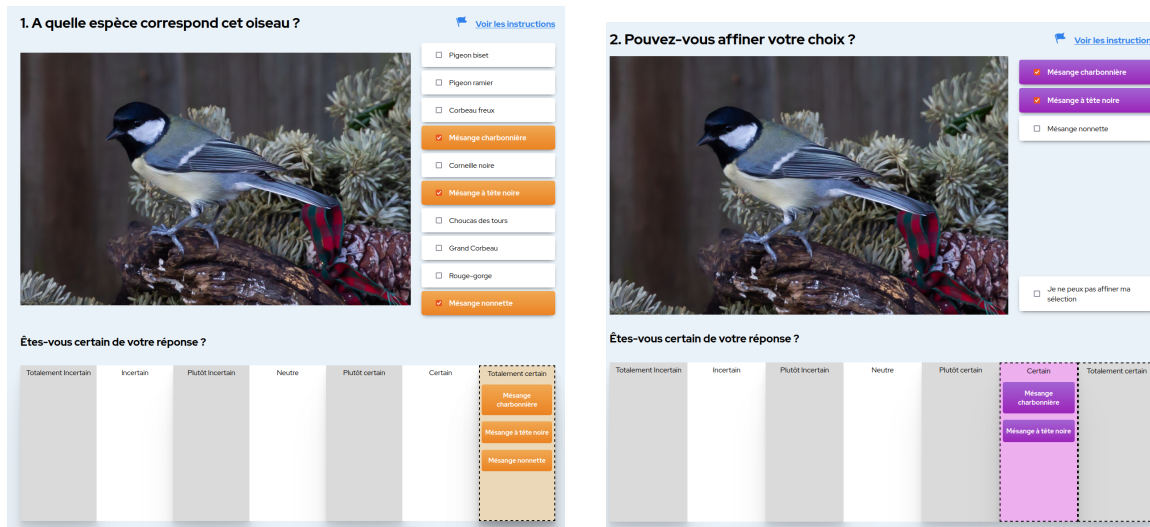 1. A quelle espèce correspond cet oiseau ?
Voir les instructions
Pigeon biset
Pigeon ramier
Corbeau freux
Mésange charbonnière
Corneille noire
Mésange à tête noire
Choucas des tours
Grand Corbeau
Rouge-gorge
Mésange nonnette
Êtes-vous certain de votre réponse ?
Totalement Incertain
Incertain
Plutôt Incertain
Neutre
Plutôt certain
Certain
Totalement certain
Mésange
charbonnière
Mésange à tête noire
Mésange nonnette
2. Pouvez-vous affiner votre choix ?
Voir les instruction
Mésange charbonnière
Mésange à tête noire
Mésange nonnette
Je ne peux pas affiner ma
sélection
Êtes-vous certain de votre réponse ?
Totalement Incertain
Incertain
Plutôt Incertain
Neutre
Plutôt certain
Certain
Totalement certain
Mésange
charbonnière
Mésange à tête noire